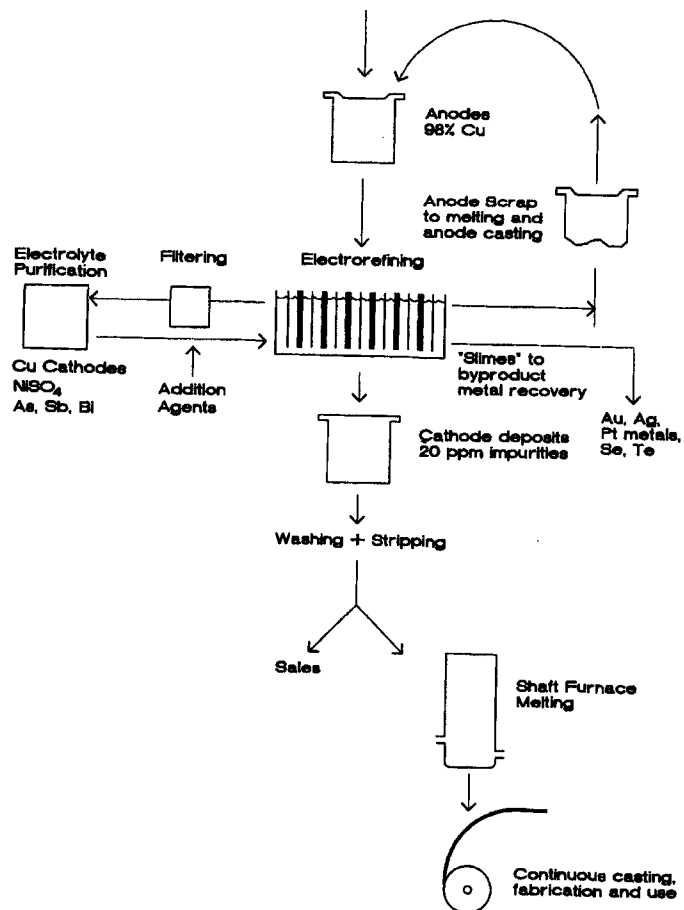 Anodes
98% Cu
Anode Scrap
to melting and
anode casting
Electrolyte
Purification
Filtering
Electrorefining
Cu Cathodes
NiSO₄
As, Sb, Bi
Addition
Agents
"Slimes" to
byproduct
metal recovery
Au, Ag,
Pt metals,
Se, Te
Cathode deposits
20 ppm impurities
Washing + Stripping
Sales
Shaft Furnace
Melting
Continuous casting,
fabrication and use